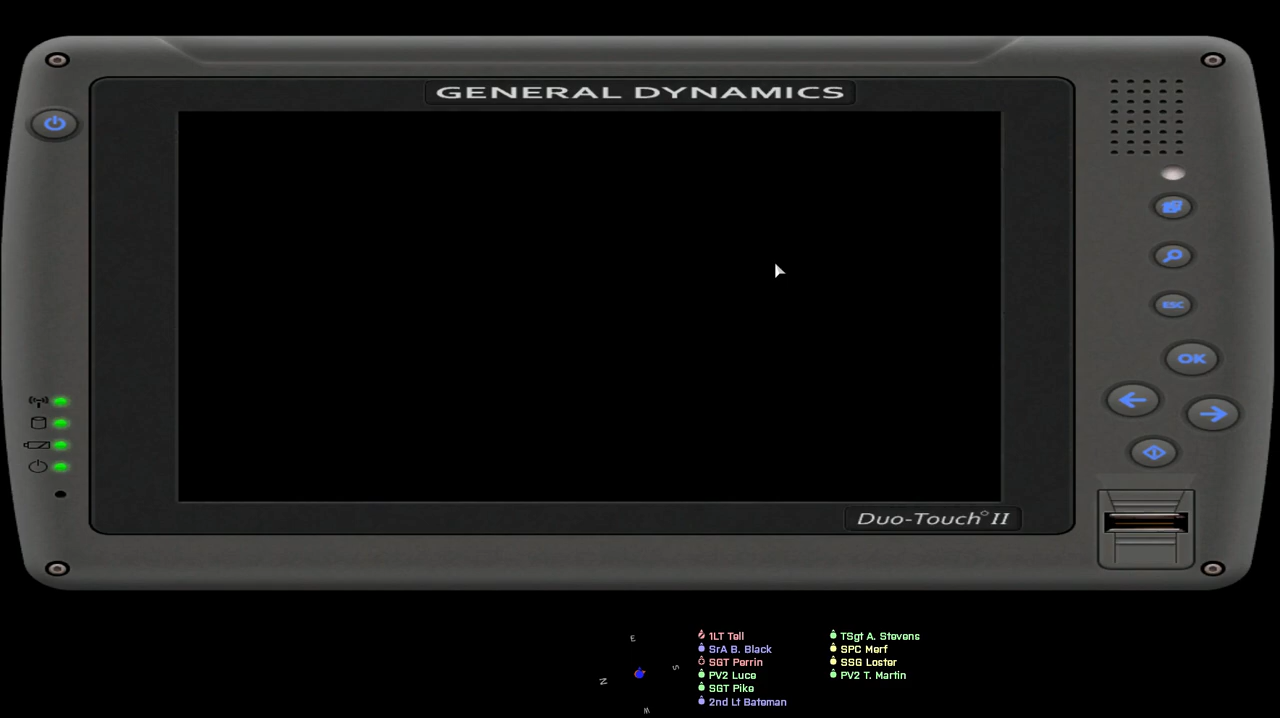 GENERAL DYNAMICS
ESC
OK
Duo-Touch° II
E
S
N
W
1LT Tell
SrA B. Black
SGT Perrin
PV2 Luce
SGT Pike
2nd Lt Bateman
TSgt A. Stevens
SPC Merf
SSG Loster
PV2 T. Martin